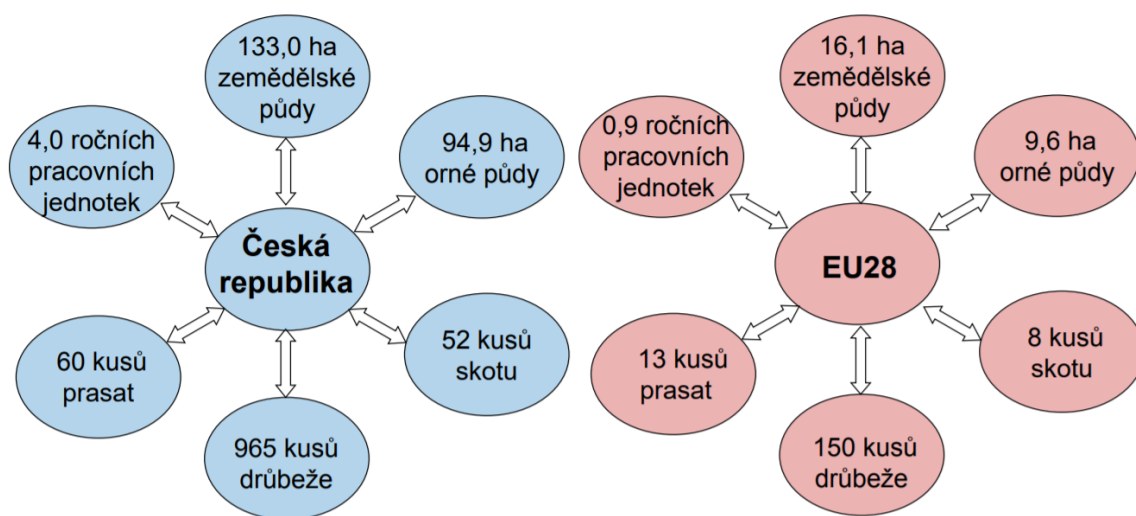 133,0 ha
zemědělské
půdy
4,0 ročních
pracovních
jednotek
94,9 ha
orné půdy
Česká
republika
60 kusů
prasat
52 kusů
skotu
965 kusů
drůbeže
16,1 ha
zemědělské
půdy
0,9 ročních
pracovních
jednotek
9,6 ha
orné půdy
EU28
13 kusů
prasat
8 kusů
skotu
150 kusů
drůbeže